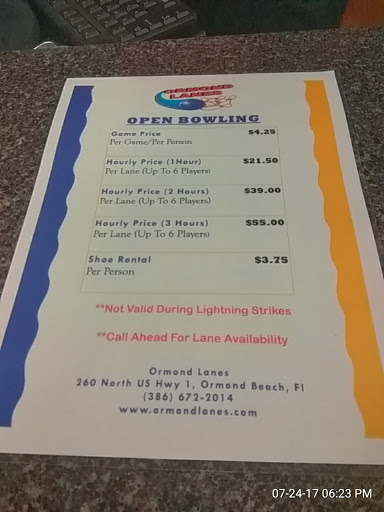 ORMOND
LANES
OPEN BOWLING
Game Price $4.25
Per Game/Per Person
Hourly Price (1Hour) $21.50
Per Lane (Up To 6 Players)
Hourly Price (2 Hours) $39.00
Per Lane (Up To 6 Players)
Hourly Price (3 Hours) $55.00
Per Lane (Up To 6 Players)
Shoe Rental $3.75
Per Person
**Not Valid During Lightning Strikes
**Call Ahead For Lane Availability
Ormond Lanes
260 North US Hwy 1, Ormond Beach, Fl
(386) 672-2014
www.ormondlanes.com
07-24-17 06:23 PM